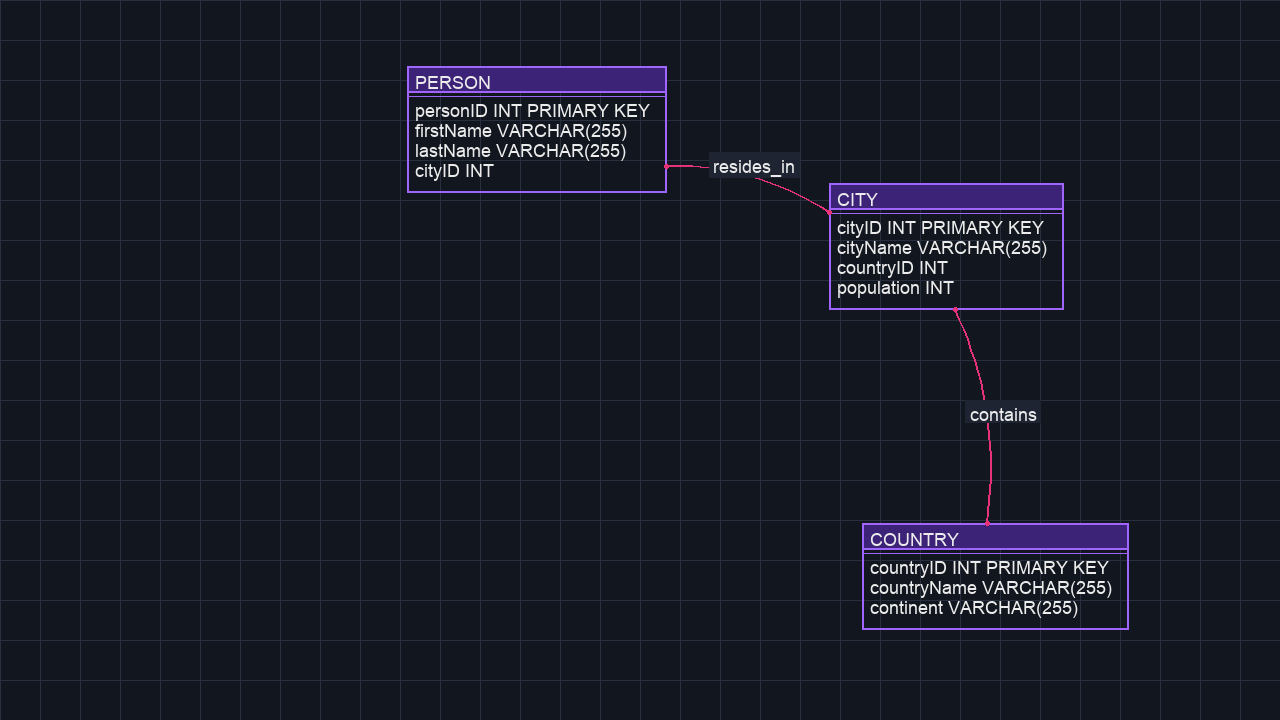 PERSON
personID INT PRIMARY KEY
firstName VARCHAR(255)
lastName VARCHAR(255)
cityID INT
resides_in
CITY
cityID INT PRIMARY KEY
cityName VARCHAR(255)
countryID INT
population INT
contains
COUNTRY
countryID INT PRIMARY KEY
countryName VARCHAR(255)
continent VARCHAR(255)